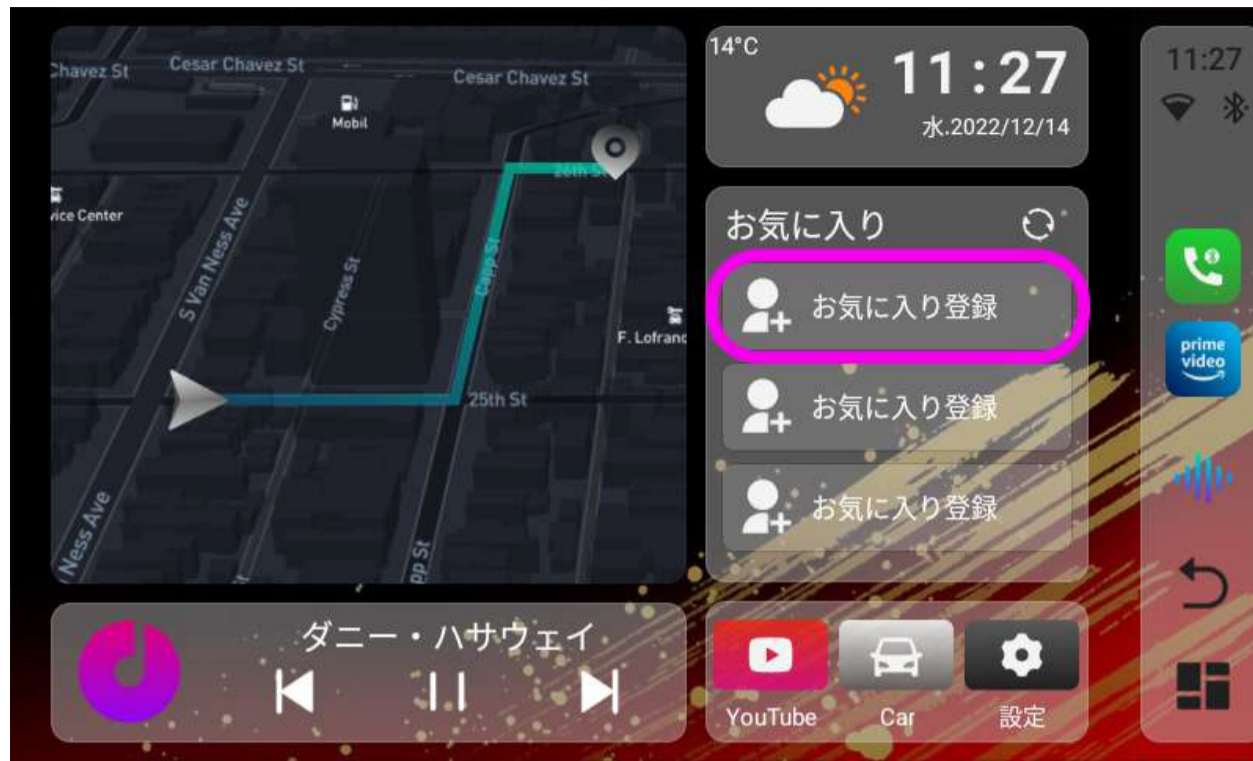 Chavez St
Cesar Chavez St
Cesar Chavez St
Mobil
26th St
vice Center
S Van Ness Ave
Cypress St
Capp St
F. Lofranc
25th St
Ness Ave
pp St
14°C
11:27
水.2022/12/14
お気に入り
お気に入り登録
お気に入り登録
お気に入り登録
ダニー・ハサウェイ
YouTube
Car
設定
11:27
prime
video